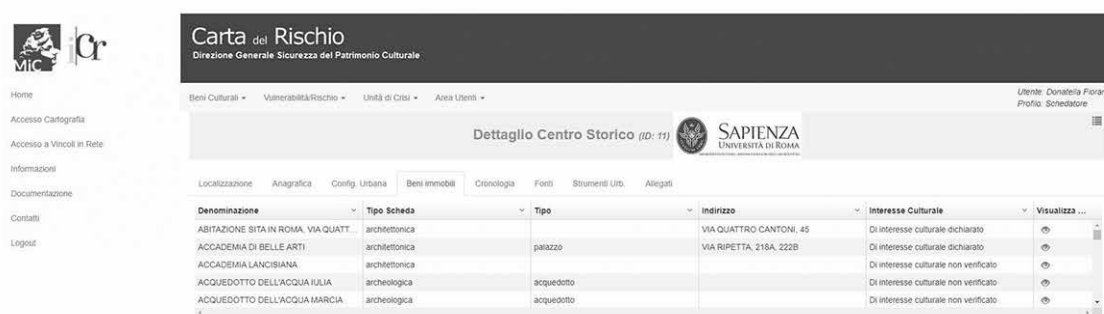 MiC icr
Carta del Rischio
Direzione Generale Sicurezza del Patrimonio Culturale
Home
Accesso Cartografia
Accesso a Vincoli in Rete
Informazioni
Documentazione
Contatti
Logout
Beni Culturali Vulnerabilità/Rischio Unità di Crisi Area Utenti
Utente: Donatella Fiorar
Profilo: Schedatore
Dettaglio Centro Storico (ID: 11)
SAPIENZA
UNIVERSITÀ DI ROMA
Localizzazione Anagrafica Config. Urbana Beni immobili Cronologia Fonti Strumenti Urb. Allegati
Denominazione Tipo Scheda Tipo Indirizzo Interesse Culturale Visualizza ...
ABITAZIONE SITA IN ROMA, VIA QUATT... architettonica VIA QUATTRO CANTONI, 45 Di interesse culturale dichiarato
ACCADEMIA DI BELLE ARTI architettonica palazzo VIA RIPETTA, 218A, 222B Di interesse culturale dichiarato
ACCADEMIA LANCISIANA architettonica Di interesse culturale non verificato
ACQUEDOTTO DELL'ACQUA IULIA archeologica acquedotto Di interesse culturale non verificato
ACQUEDOTTO DELL'ACQUA MARCIA archeologica acquedotto Di interesse culturale non verificato